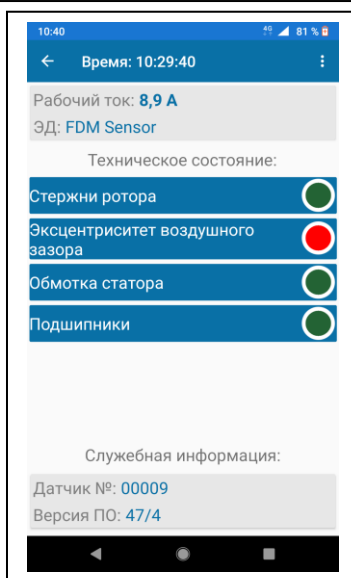 10:40
4G 81 %
Время: 10:29:40
Рабочий ток: 8,9 А
ЭД: FDM Sensor
Техническое состояние:
Стержни ротора
Эксцентриситет воздушного
зазора
Обмотка статора
Подшипники
Служебная информация:
Датчик №: 00009
Версия ПО: 47/4